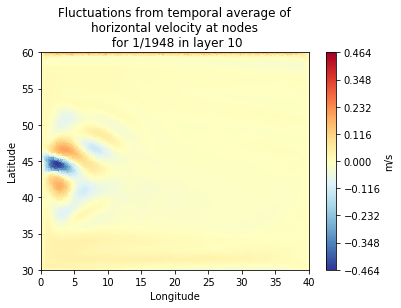 Fluctuations from temporal average of
horizontal velocity at nodes
for 1/1948 in layer 10
60
55
50
45
40
35
30
Latitude
0 5 10 15 20 25 30 35 40
Longitude
0.464
0.348
0.232
0.116
0.000
−0.116
−0.232
−0.348
−0.464
m/s